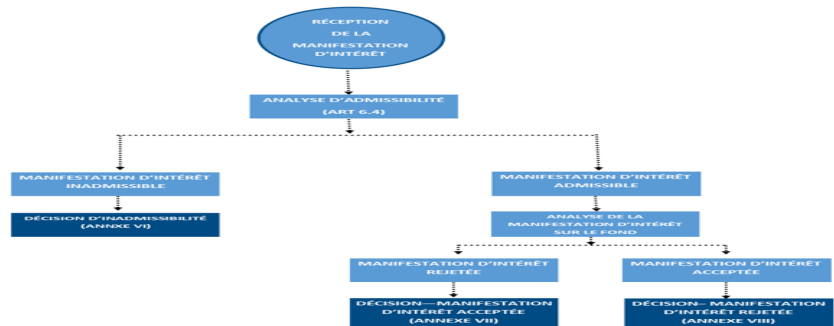 RÉCEPTION
DE LA
MANIFESTATION
D'INTÉRÊT
ANALYSE D'ADMISSIBILITÉ
(ART 6.4)
MANIFESTATION D'INTÉRÊT
INADMISSIBLE
MANIFESTATION D'INTÉRÊT
ADMISSIBLE
DÉCISION D'INADMISSIBILITÉ
(ANNXE VI)
ANALYSE DE LA
MANIFESTATION D'INTÉRÊT
SUR LE FOND
MANIFESTATION D'INTÉRÊT
REJETÉE
MANIFESTATION D'INTÉRÊT
ACCEPTÉE
DÉCISION—MANIFESTATION
D'INTÉRÊT ACCEPTÉE
(ANNEXE VII)
DÉCISION– MANIFESTATION
D'INTÉRÊT REJETÉE
(ANNEXE VIII)